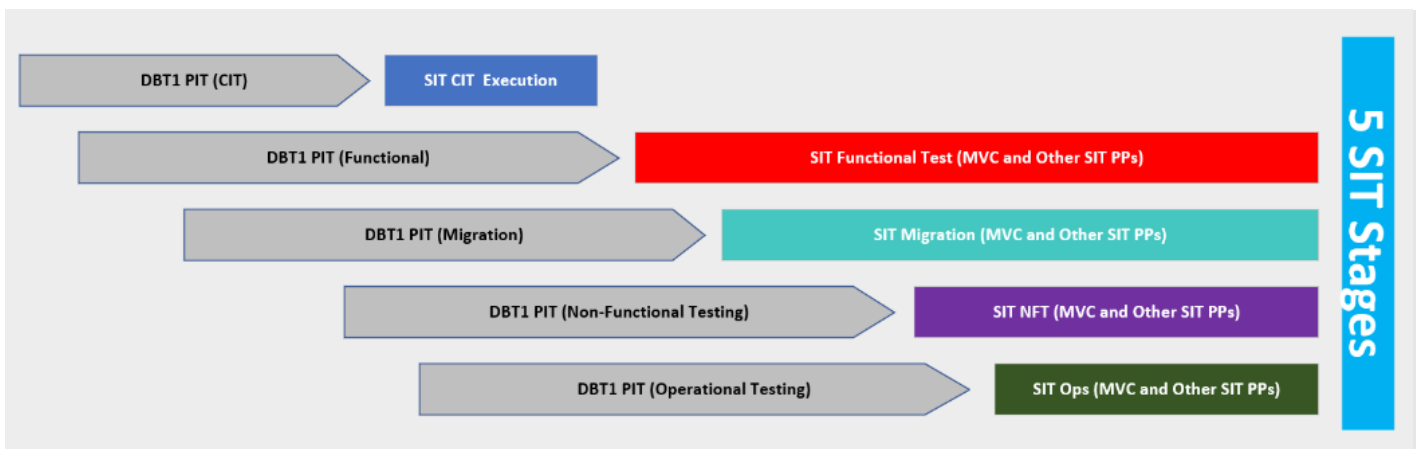 DBT1 PIT (CIT)
SIT CIT Execution
DBT1 PIT (Functional)
SIT Functional Test (MVC and Other SIT PPs)
DBT1 PIT (Migration)
SIT Migration (MVC and Other SIT PPs)
DBT1 PIT (Non-Functional Testing)
SIT NFT (MVC and Other SIT PPs)
DBT1 PIT (Operational Testing)
SIT Ops (MVC and Other SIT PPs)
5 SIT Stages